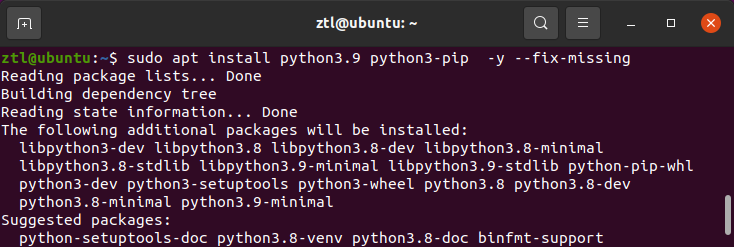 ztl@ubuntu: ~
ztl@ubuntu:~$ sudo apt install python3.9 python3-pip  -y --fix-missing
Reading package lists... Done
Building dependency tree
Reading state information... Done
The following additional packages will be installed:
  libpython3-dev libpython3.8 libpython3.8-dev libpython3.8-minimal
  libpython3.8-stdlib libpython3.9-minimal libpython3.9-stdlib python-pip-whl
  python3-dev python3-setuptools python3-wheel python3.8 python3.8-dev
  python3.8-minimal python3.9-minimal
Suggested packages:
  python-setuptools-doc python3.8-venv python3.8-doc binfmt-support